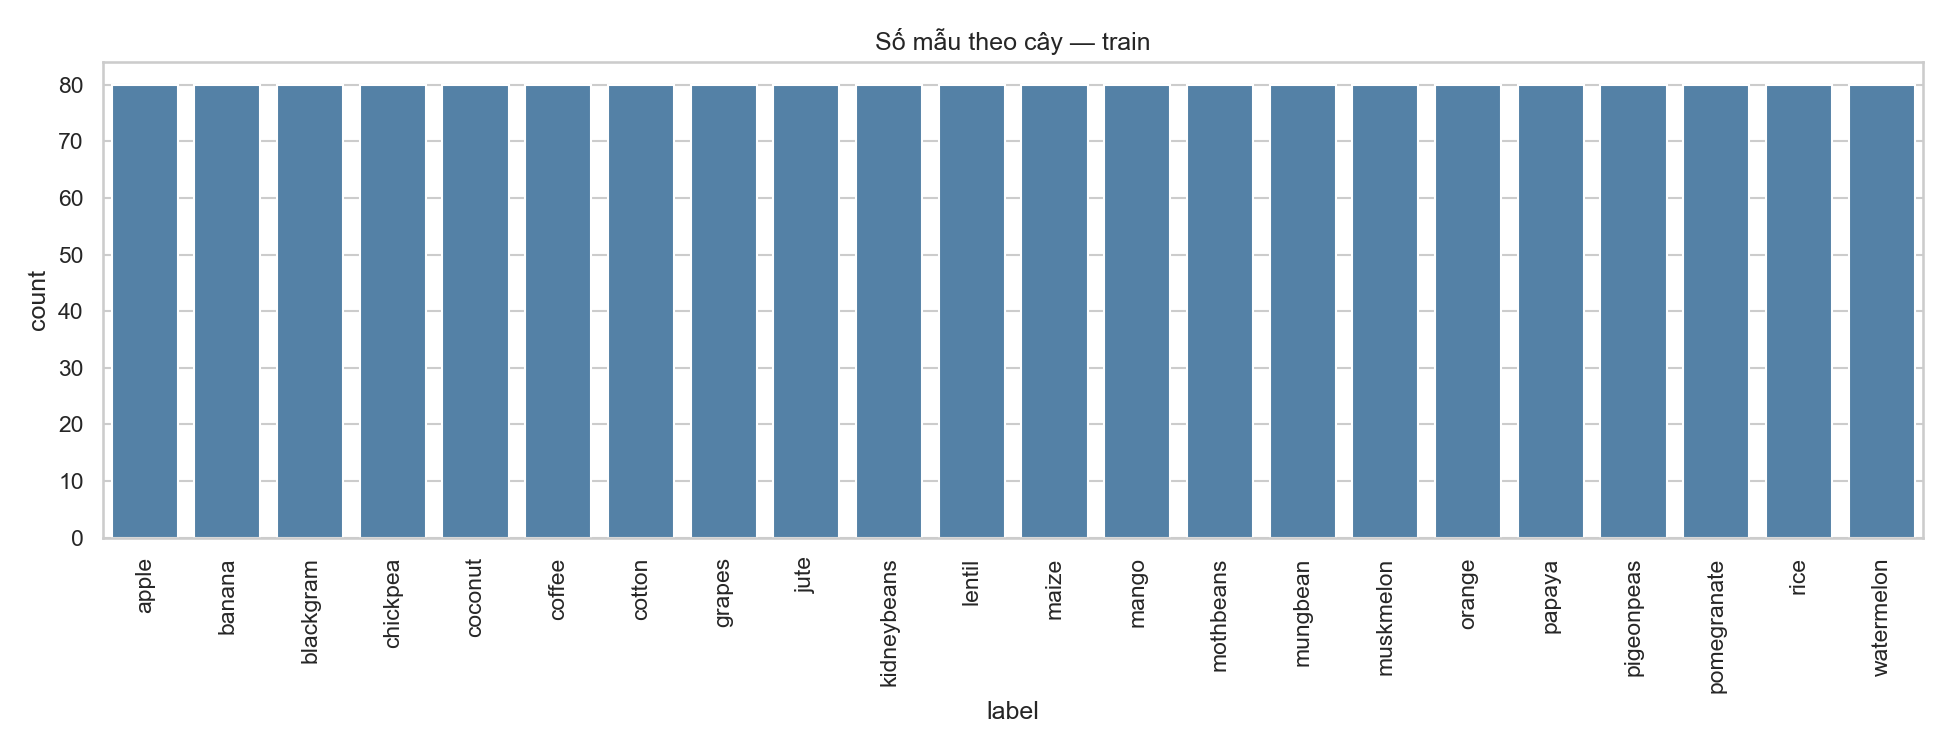 Số mẫu theo cây — train
count
80
70
60
50
40
30
20
10
0
apple
banana
blackgram
chickpea
coconut
coffee
cotton
grapes
jute
kidneybeans
lentil
maize
mango
mothbeans
mungbean
muskmelon
orange
papaya
pigeonpeas
pomegranate
rice
watermelon
label